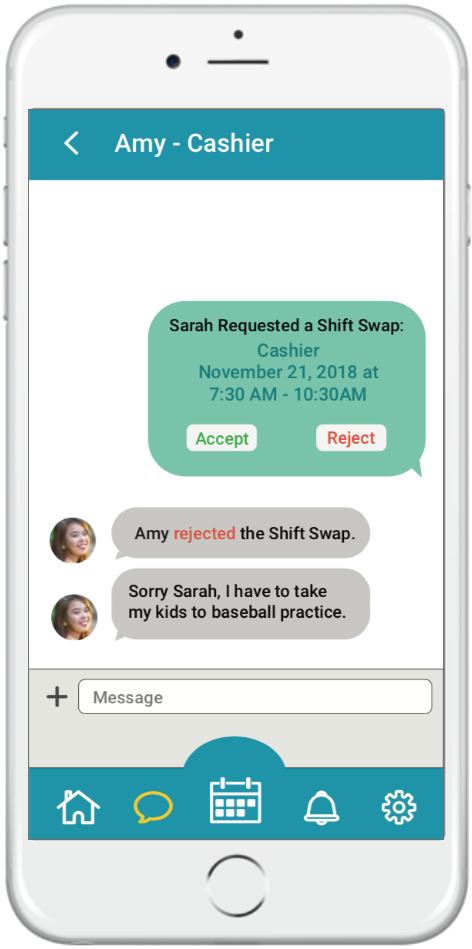 Amy - Cashier
Sarah Requested a Shift Swap:
Cashier
November 21, 2018 at
7:30 AM - 10:30AM
Accept Reject
Amy rejected the Shift Swap.
Sorry Sarah, I have to take
my kids to baseball practice.
Message